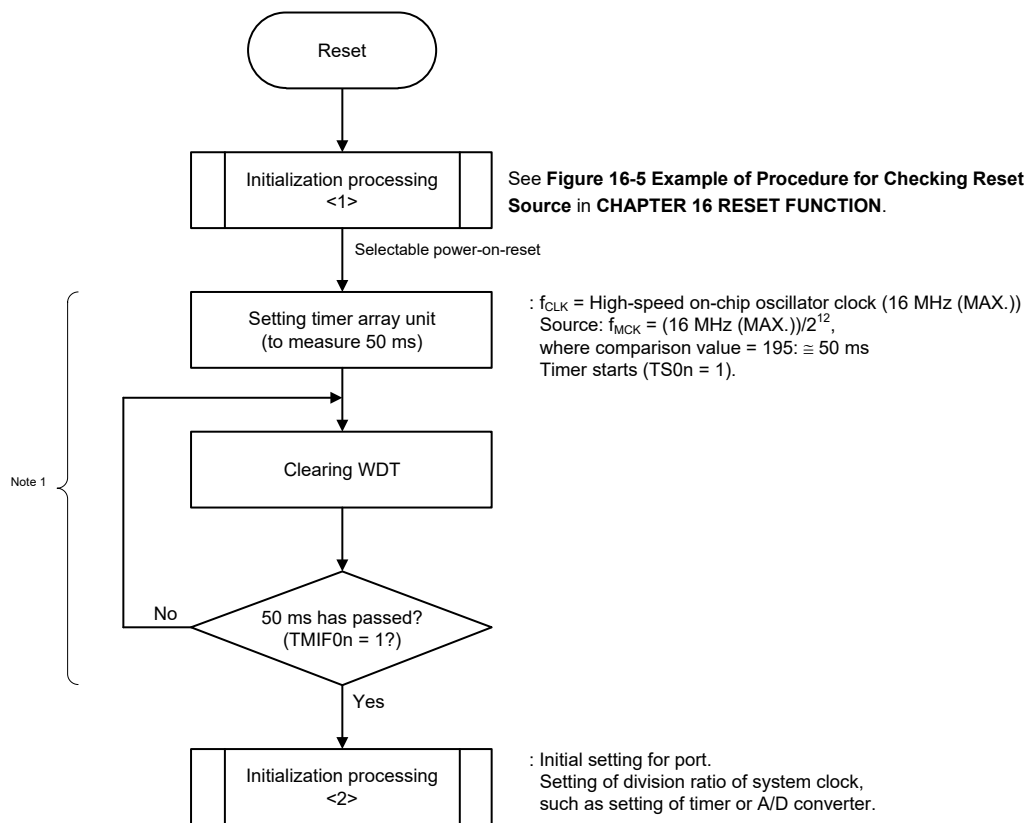 Reset
Initialization processing
<1>
See Figure 16-5 Example of Procedure for Checking Reset
Source in CHAPTER 16 RESET FUNCTION.
Selectable power-on-reset
Setting timer array unit
(to measure 50 ms)
: fCLK = High-speed on-chip oscillator clock (16 MHz (MAX.))
Source: fMCK = (16 MHz (MAX.))/2^12,
where comparison value = 195: ≅ 50 ms
Timer starts (TS0n = 1).
Clearing WDT
Note 1
No
50 ms has passed?
(TMIF0n = 1?)
Yes
Initialization processing
<2>
: Initial setting for port.
Setting of division ratio of system clock,
such as setting of timer or A/D converter.